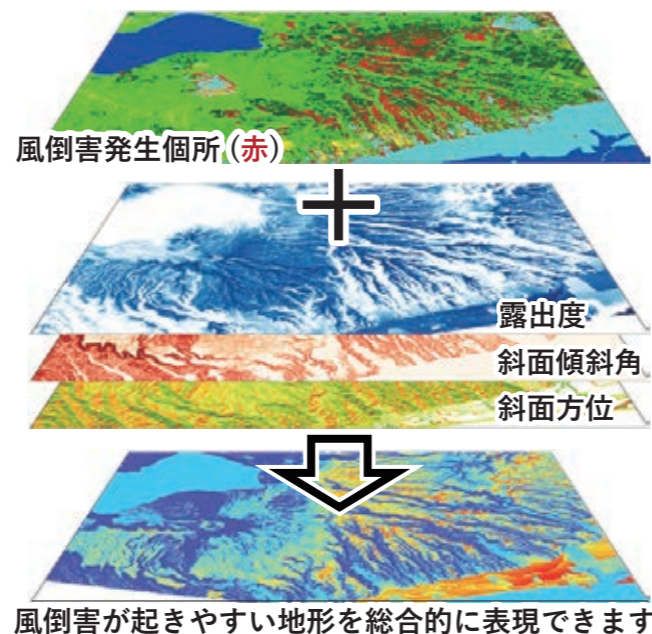 風倒害発生個所(赤)
露出度
斜面傾斜角
斜面方位
風倒害が起きやすい地形を総合的に表現できます